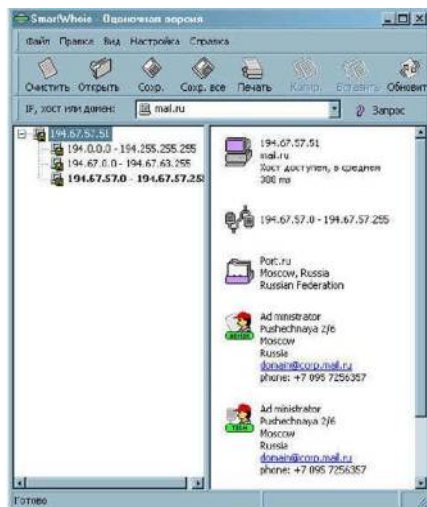 SmartWhois - Оценочная версия
Файл Правка Вид Настройка Справка
Очистить Открыть Сохр. Сохр. все Печать Копир. Вставить Обновит
IP, хост или домен: mail.ru Запрос
194.67.57.51
194.0.0.0 - 194.255.255.255
194.67.0.0 - 194.67.63.255
194.67.57.0 - 194.67.57.25
194.67.57.51
mail.ru
Хост доступен, в среднем
300 ms
194.67.57.0 - 194.67.57.255
Port.ru
Moscow, Russia
Russian Federation
Administrator
Pushechnaya 2/6
Moscow
Russia
domain@corp.mail.ru
phone: +7 095 7256357
ADMIN
Administrator
Pushechnaya 2/6
Moscow
Russia
domain@corp.mail.ru
phone: +7 095 7256357
TECH
Готово